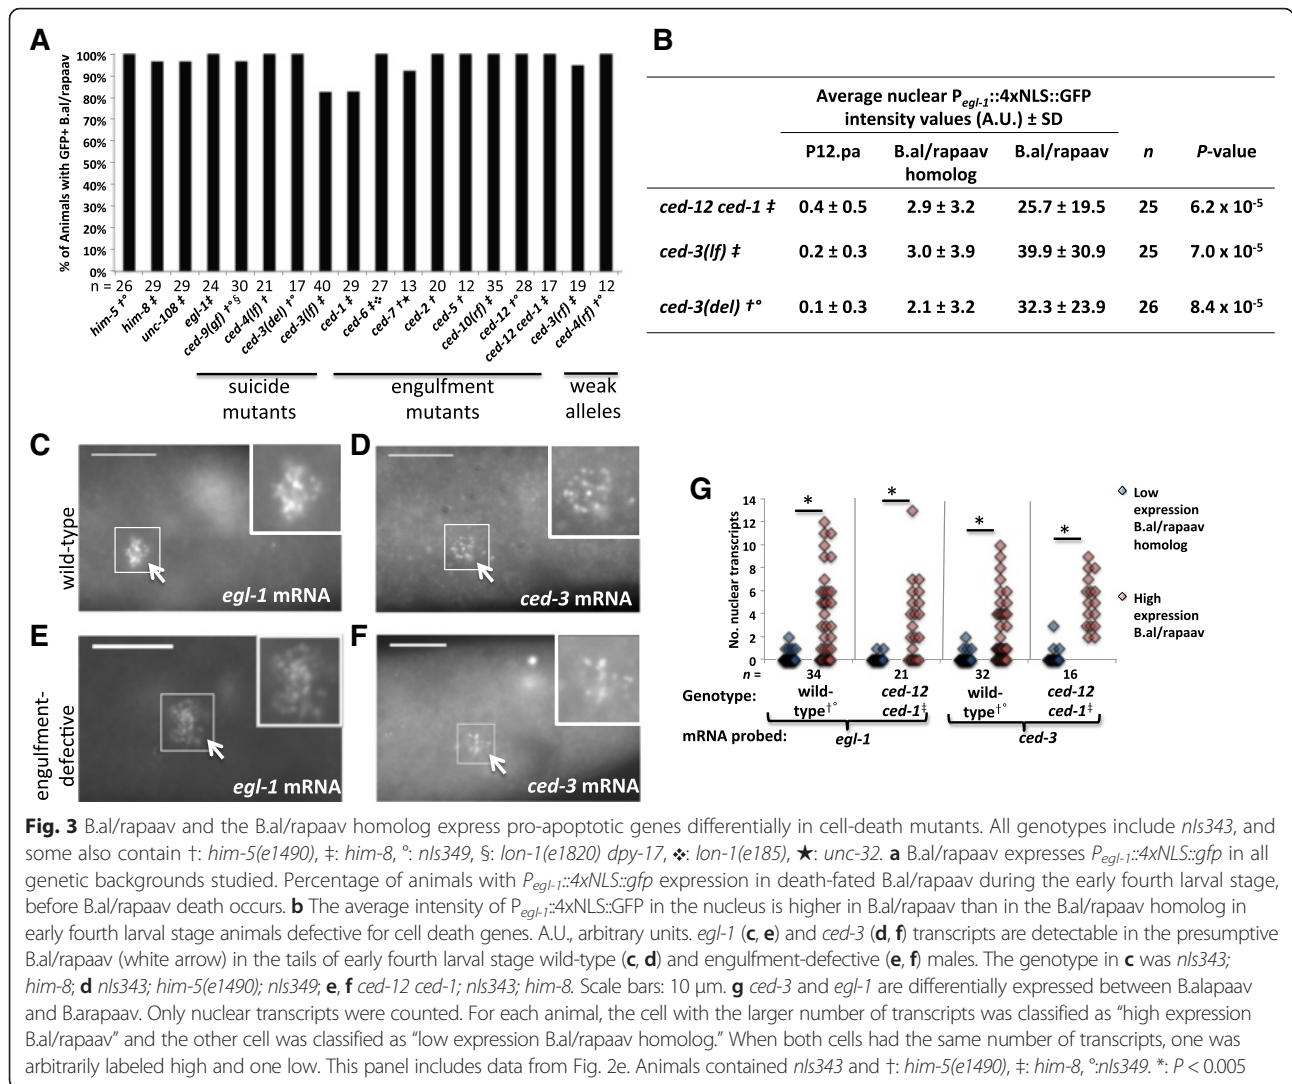 A
% of Animals with GFP+ B.al/rapaav
100%
90%
80%
70%
60%
50%
40%
30%
20%
10%
0%
n = 26 29 29 24 30 21 17 40 29 27 13 20 12 35 28 17 19 12
him-5 †°
him-8 ‡
unc-108 ‡
egl-1‡
ced-9(gf) †° §
ced-4(lf) †
ced-3(del) †°
ced-3(lf) ‡
ced-1 ‡
ced-6 ‡❖
ced-7 †★
ced-2 †
ced-5 †
ced-10(rf) ‡
ced-12 †°
ced-12 ced-1 ‡
ced-3(rf) ‡
ced-4(rf) †°
suicide mutants
engulfment mutants
weak alleles
B
Average nuclear Pegl-1::4xNLS::GFP
intensity values (A.U.) ± SD
P12.pa B.al/rapaav homolog B.al/rapaav n P-value
ced-12 ced-1 ‡ 0.4 ± 0.5 2.9 ± 3.2 25.7 ± 19.5 25 6.2 x 10-5
ced-3(lf) ‡ 0.2 ± 0.3 3.0 ± 3.9 39.9 ± 30.9 25 7.0 x 10-5
ced-3(del) †° 0.1 ± 0.3 2.1 ± 3.2 32.3 ± 23.9 26 8.4 x 10-5
wild-type
C
egl-1 mRNA
D
ced-3 mRNA
engulfment-
defective
E
egl-1 mRNA
F
ced-3 mRNA
G
No. nuclear transcripts
14
12
10
8
6
4
2
0
* * * *
Low
expression
B.al/rapaav
homolog
High
expression
B.al/rapaav
n = 34 21 32 16
Genotype: wild-type†° ced-12 ced-1‡ wild-type†° ced-12 ced-1‡
mRNA probed: egl-1 ced-3
Fig. 3 B.al/rapaav and the B.al/rapaav homolog express pro-apoptotic genes differentially in cell-death mutants. All genotypes include nIs343, and
some also contain †: him-5(e1490), ‡: him-8, °: nIs349, §: lon-1(e1820) dpy-17, ❖: lon-1(e185), ★: unc-32. a B.al/rapaav expresses Pegl-1::4xNLS::gfp in all
genetic backgrounds studied. Percentage of animals with Pegl-1::4xNLS::gfp expression in death-fated B.al/rapaav during the early fourth larval stage,
before B.al/rapaav death occurs. b The average intensity of Pegl-1::4xNLS::GFP in the nucleus is higher in B.al/rapaav than in the B.al/rapaav homolog in
early fourth larval stage animals defective for cell death genes. A.U., arbitrary units. egl-1 (c, e) and ced-3 (d, f) transcripts are detectable in the presumptive
B.al/rapaav (white arrow) in the tails of early fourth larval stage wild-type (c, d) and engulfment-defective (e, f) males. The genotype in c was nIs343;
him-8; d nIs343; him-5(e1490); nIs349; e, f ced-12 ced-1; nIs343; him-8. Scale bars: 10 μm. g ced-3 and egl-1 are differentially expressed between B.alapaav
and B.arapaav. Only nuclear transcripts were counted. For each animal, the cell with the larger number of transcripts was classified as “high expression
B.al/rapaav” and the other cell was classified as “low expression B.al/rapaav homolog.” When both cells had the same number of transcripts, one was
arbitrarily labeled high and one low. This panel includes data from Fig. 2e. Animals contained nIs343 and †: him-5(e1490), ‡: him-8, °:nIs349. *: P < 0.005